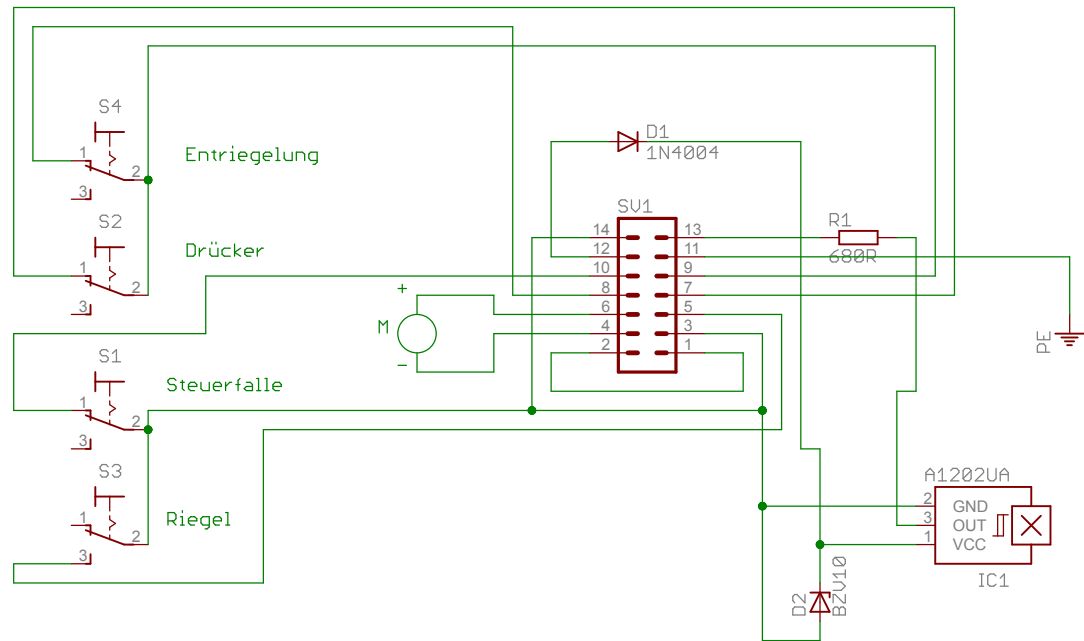 S4
1
2
3
Entriegelung
S2
1
2
3
Drücker
D1
1N4004
SV1
14
13
12
11
10
9
8
7
6
5
4
3
2
1
R1
680R
+
M
−
PE
S1
1
2
3
Steuerfalle
S3
1
2
3
Riegel
A1202UA
2 GND
3 OUT
1 VCC
IC1
D2
BZV10